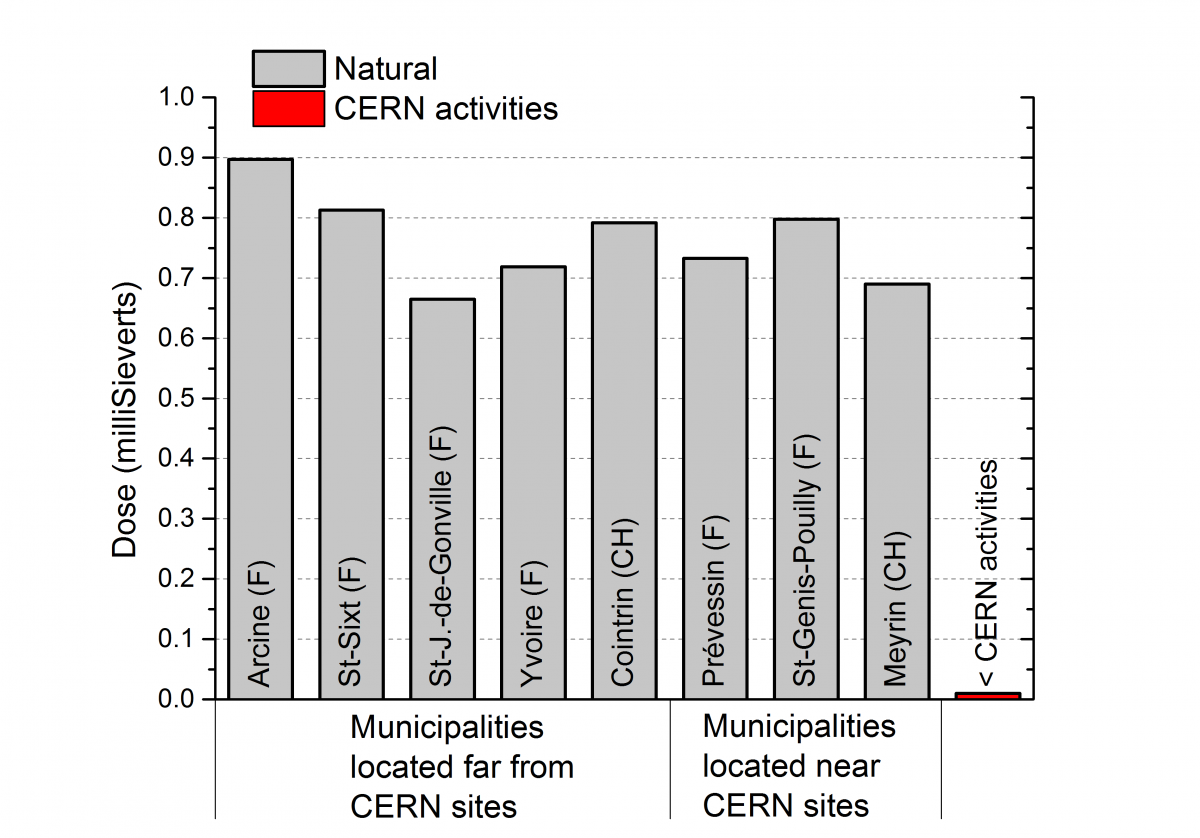 Natural
CERN activities
Dose (milliSieverts)
1.0
0.9
0.8
0.7
0.6
0.5
0.4
0.3
0.2
0.1
0.0
Arcine (F)
St-Sixt (F)
St-J.-de-Gonville (F)
Yvoire (F)
Cointrin (CH)
Prévessin (F)
St-Genis-Pouilly (F)
Meyrin (CH)
< CERN activities
Municipalities
located far from
CERN sites
Municipalities
located near
CERN sites